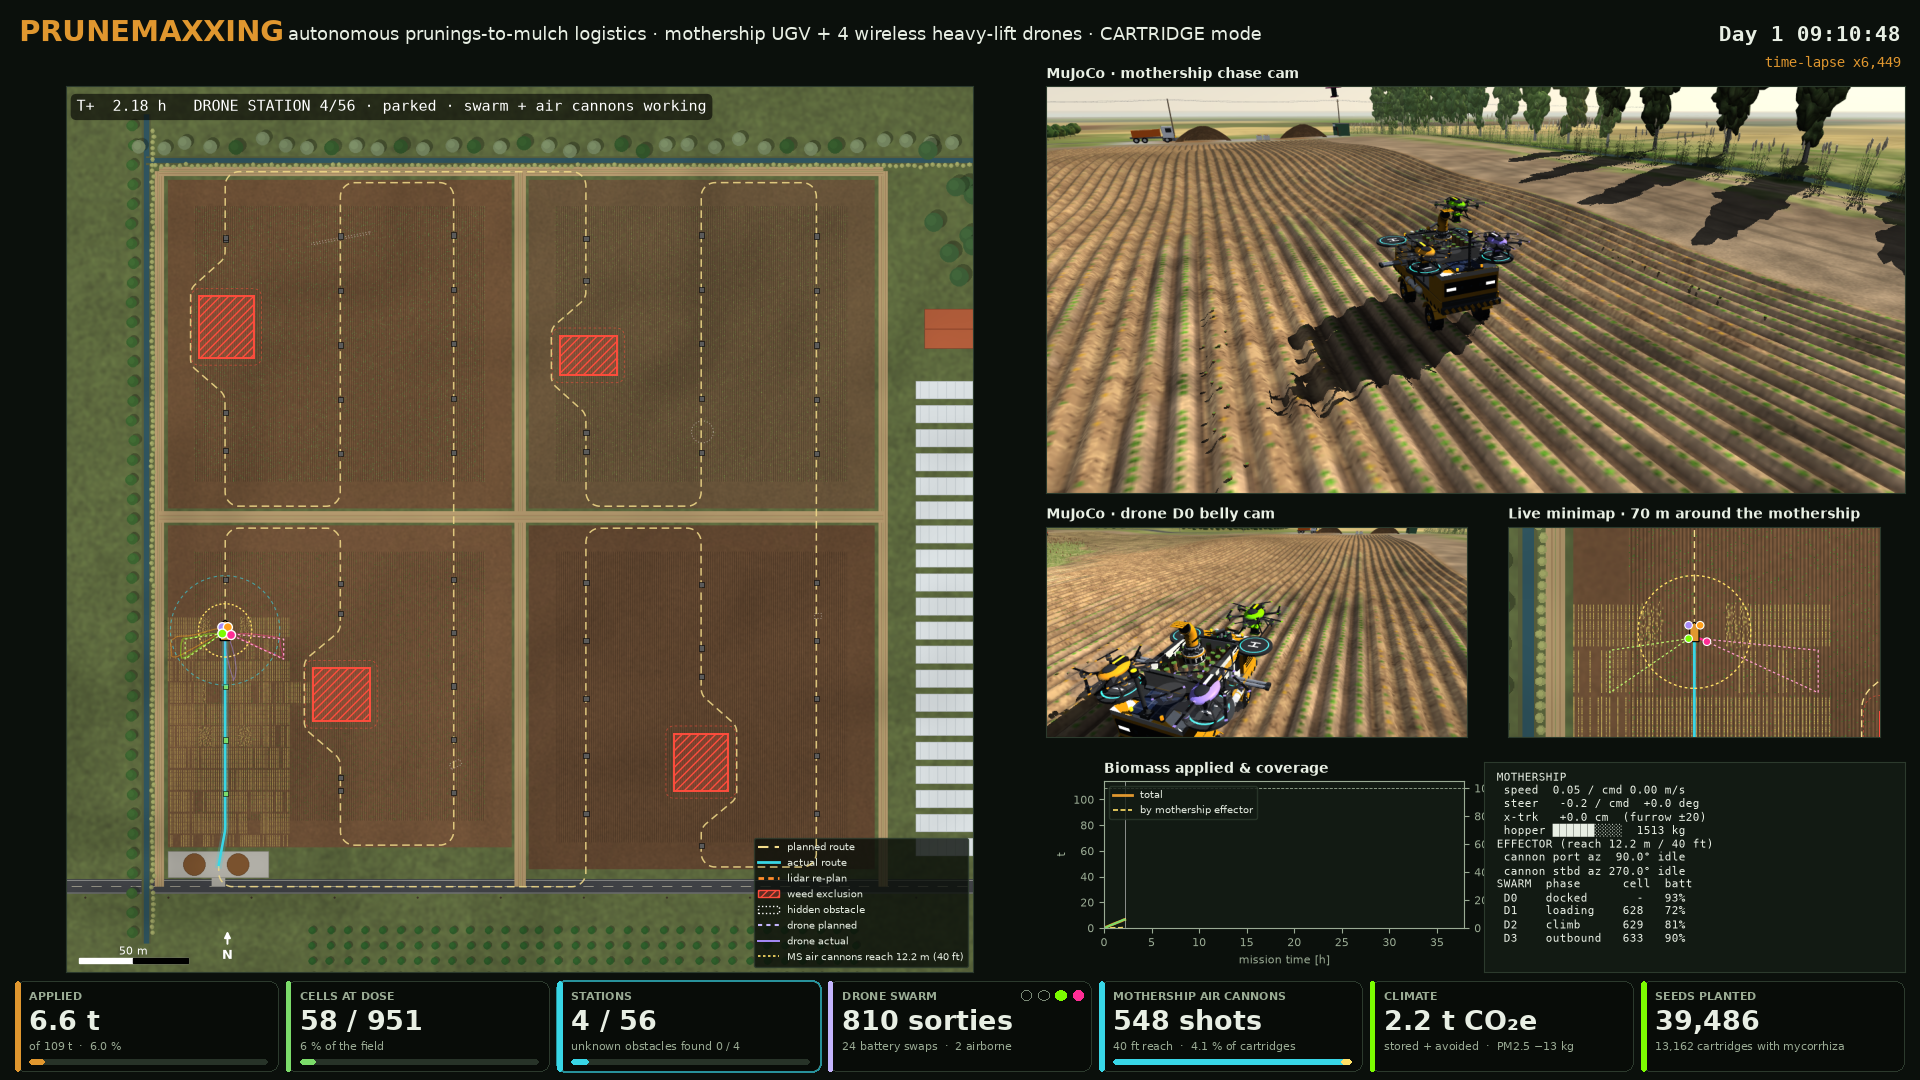 PRUNEMAXXING autonomous prunings-to-mulch logistics · mothership UGV + 4 wireless heavy-lift drones · CARTRIDGE mode
Day 1 09:10:48
time-lapse x6,449
T+ 2.18 h DRONE STATION 4/56 · parked · swarm + air cannons working
50 m
N
planned route
actual route
lidar re-plan
weed exclusion
hidden obstacle
drone planned
drone actual
MS air cannons reach 12.2 m (40 ft)
MuJoCo · mothership chase cam
MuJoCo · drone D0 belly cam
H
Live minimap · 70 m around the mothership
Biomass applied & coverage
total
by mothership effector
100
80
60
40
20
0
t
0 5 10 15 20 25 30 35
mission time [h]
MOTHERSHIP
speed 0.05 / cmd 0.00 m/s
steer -0.2 / cmd +0.0 deg
x-trk +0.0 cm (furrow ±20)
hopper 1513 kg
EFFECTOR (reach 12.2 m / 40 ft)
cannon port az 90.0° idle
cannon stbd az 270.0° idle
SWARM phase cell batt
D0 docked - 93%
D1 loading 628 72%
D2 climb 629 81%
D3 outbound 633 90%
APPLIED
6.6 t
of 109 t · 6.0 %
CELLS AT DOSE
58 / 951
6 % of the field
STATIONS
4 / 56
unknown obstacles found 0 / 4
DRONE SWARM
810 sorties
24 battery swaps · 2 airborne
MOTHERSHIP AIR CANNONS
548 shots
40 ft reach · 4.1 % of cartridges
CLIMATE
2.2 t CO₂e
stored + avoided · PM2.5 −13 kg
SEEDS PLANTED
39,486
13,162 cartridges with mycorrhiza